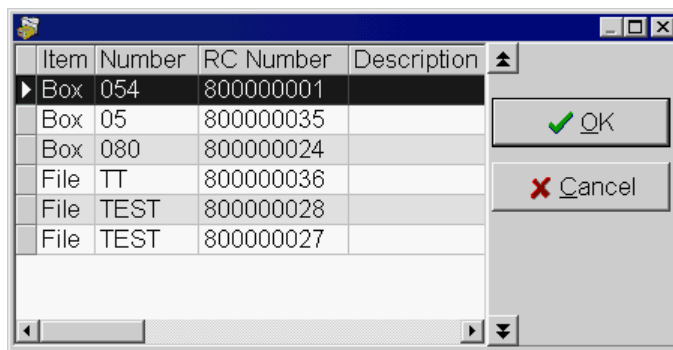 Item Number RC Number Description
Box 054 800000001
Box 05 800000035
Box 080 800000024
File TT 800000036
File TEST 800000028
File TEST 800000027
OK
Cancel